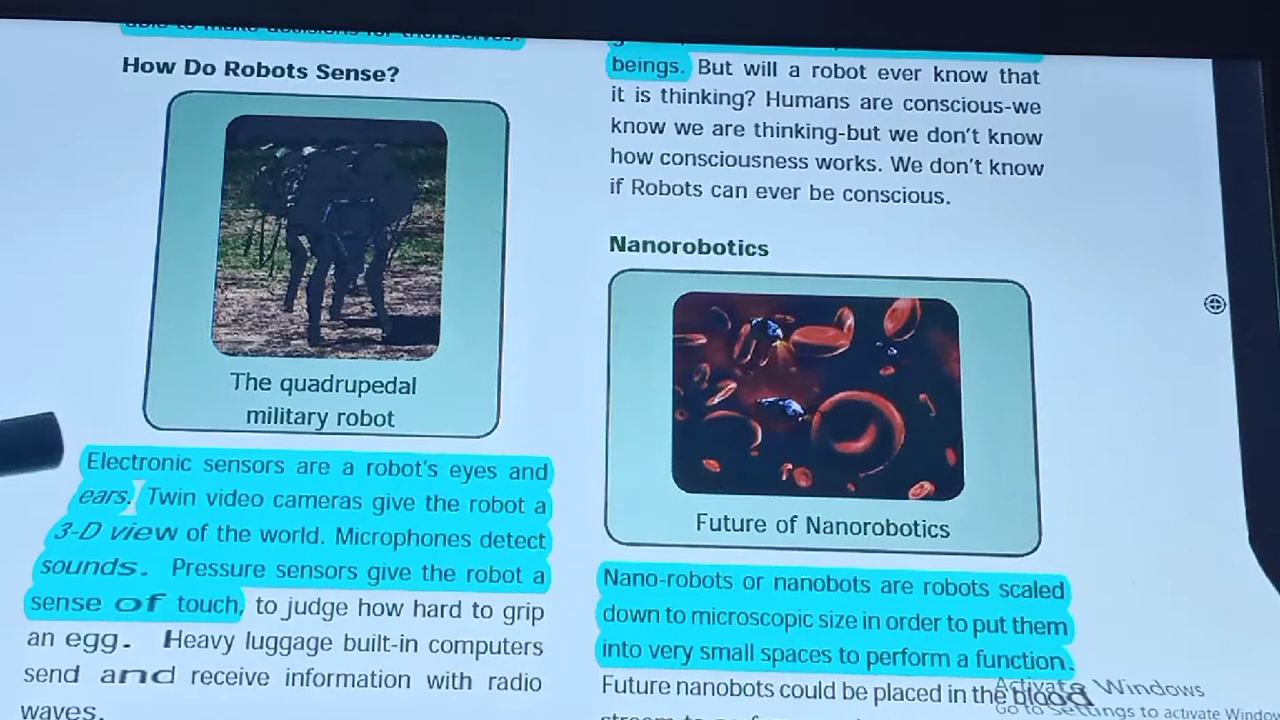 able to make decisions for themselves.
How Do Robots Sense?
The quadrupedal
military robot
Electronic sensors are a robot's eyes and
ears. Twin video cameras give the robot a
3-D view of the world. Microphones detect
sounds. Pressure sensors give the robot a
sense of touch, to judge how hard to grip
an egg. Heavy luggage built-in computers
send and receive information with radio
waves.
beings. But will a robot ever know that
it is thinking? Humans are conscious-we
know we are thinking-but we don't know
how consciousness works. We don't know
if Robots can ever be conscious.
Nanorobotics
Future of Nanorobotics
Nano-robots or nanobots are robots scaled
down to microscopic size in order to put them
into very small spaces to perform a function.
Future nanobots could be placed in the blood
Activate Windows
Go to Settings to activate Window